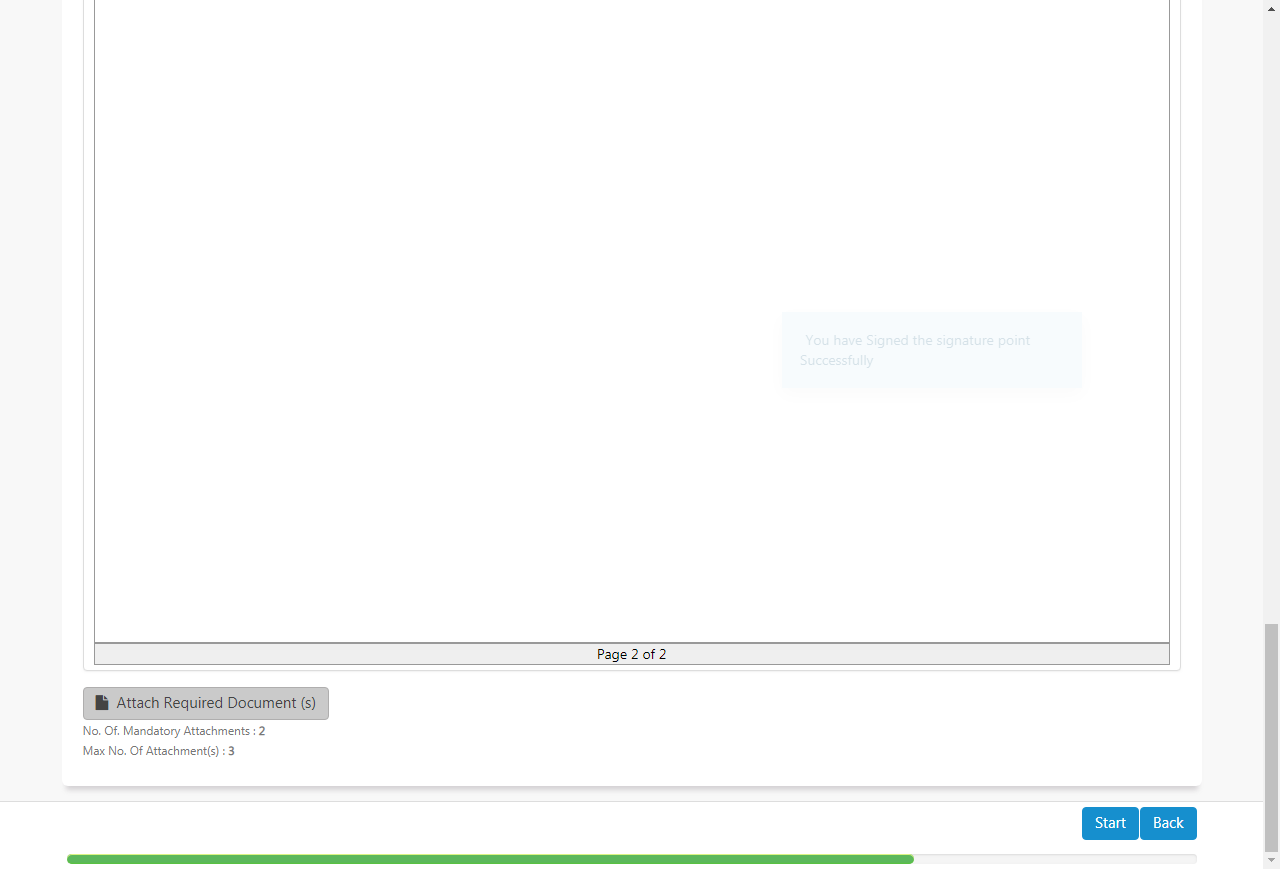 You have Signed the signature point
Successfully
Page 2 of 2
Attach Required Document (s)
No. Of. Mandatory Attachments : 2
Max No. Of Attachment(s) : 3
Start Back